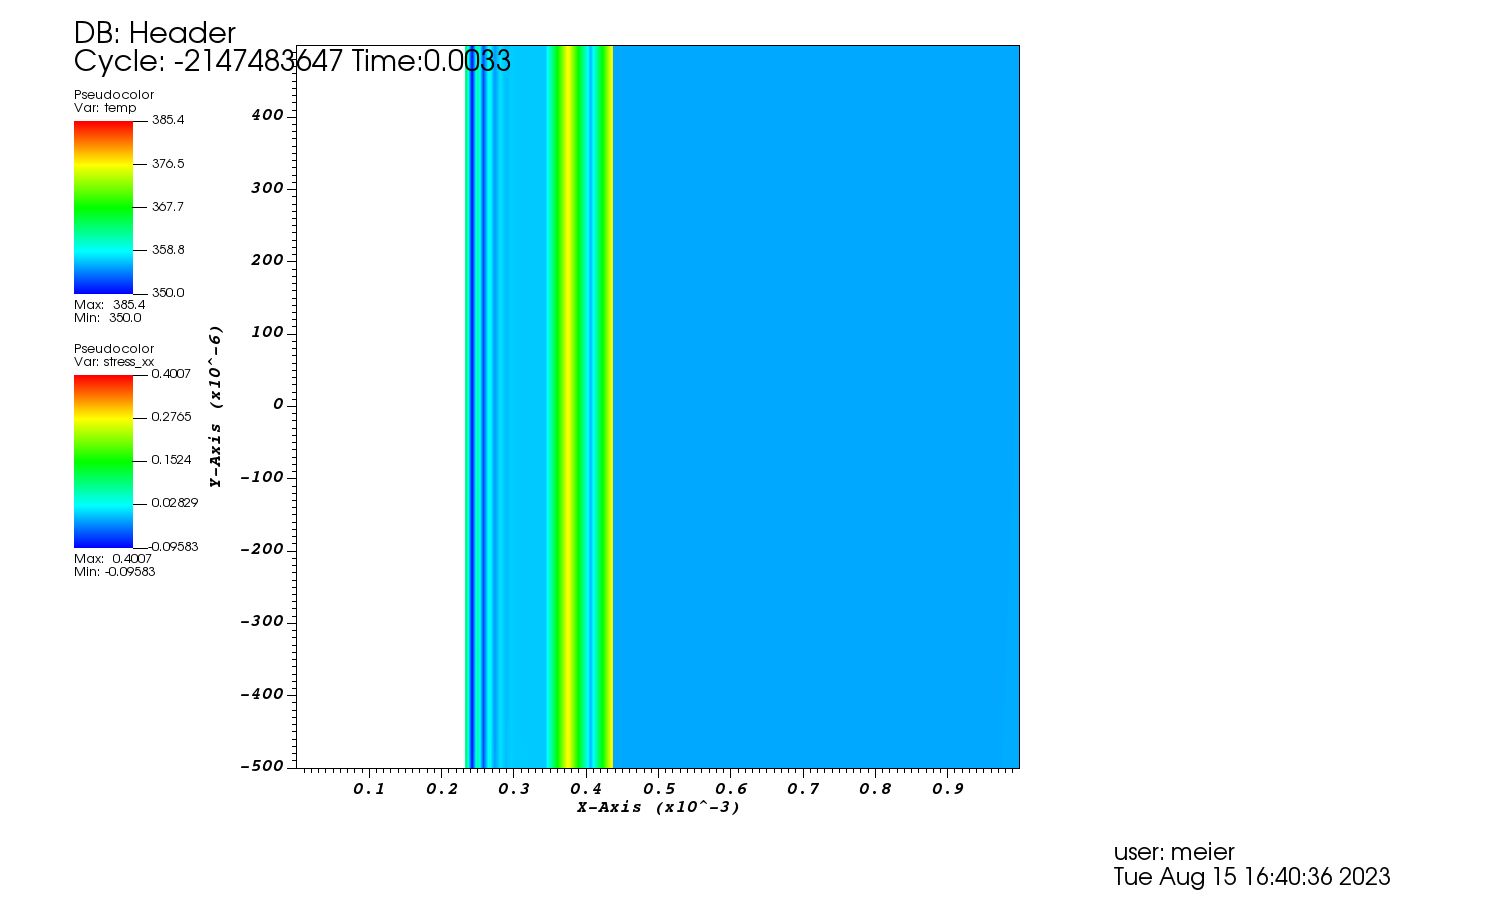 DB: Header
Cycle: -2147483647 Time:0.0033
Pseudocolor
Var: temp
385.4
376.5
367.7
358.8
350.0
Max: 385.4
Min: 350.0
Pseudocolor
Var: stress_xx
0.4007
0.2765
0.1524
0.02829
-0.09583
Max: 0.4007
Min: -0.09583
Y-Axis (x10^-6)
400
300
200
100
0
-100
-200
-300
-400
-500
0.1 0.2 0.3 0.4 0.5 0.6 0.7 0.8 0.9
X-Axis (x10^-3)
user: meier
Tue Aug 15 16:40:36 2023